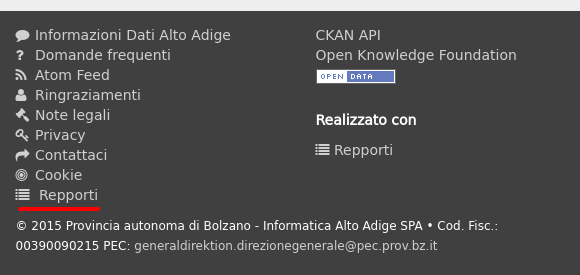 Informazioni Dati Alto Adige
Domande frequenti
Atom Feed
Ringraziamenti
Note legali
Privacy
Contattaci
Cookie
Repporti
CKAN API
Open Knowledge Foundation
OPEN DATA
Realizzato con
Repporti
© 2015 Provincia autonoma di Bolzano - Informatica Alto Adige SPA • Cod. Fisc.:
00390090215 PEC: generaldirektion.direzionegenerale@pec.prov.bz.it